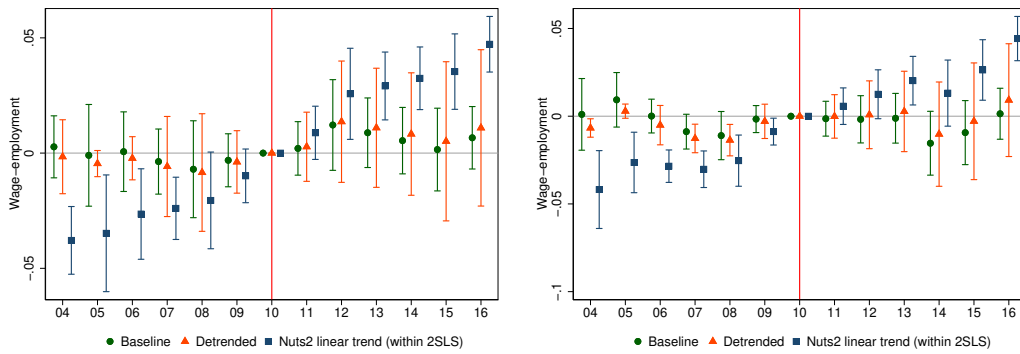 .05
0
-.05
Wage-employment
04 05 06 07 08 09 10 11 12 13 14 15 16
Baseline Detrended Nuts2 linear trend (within 2SLS)
.05
0
-.05
-.1
Wage-employment
04 05 06 07 08 09 10 11 12 13 14 15 16
Baseline Detrended Nuts2 linear trend (within 2SLS)